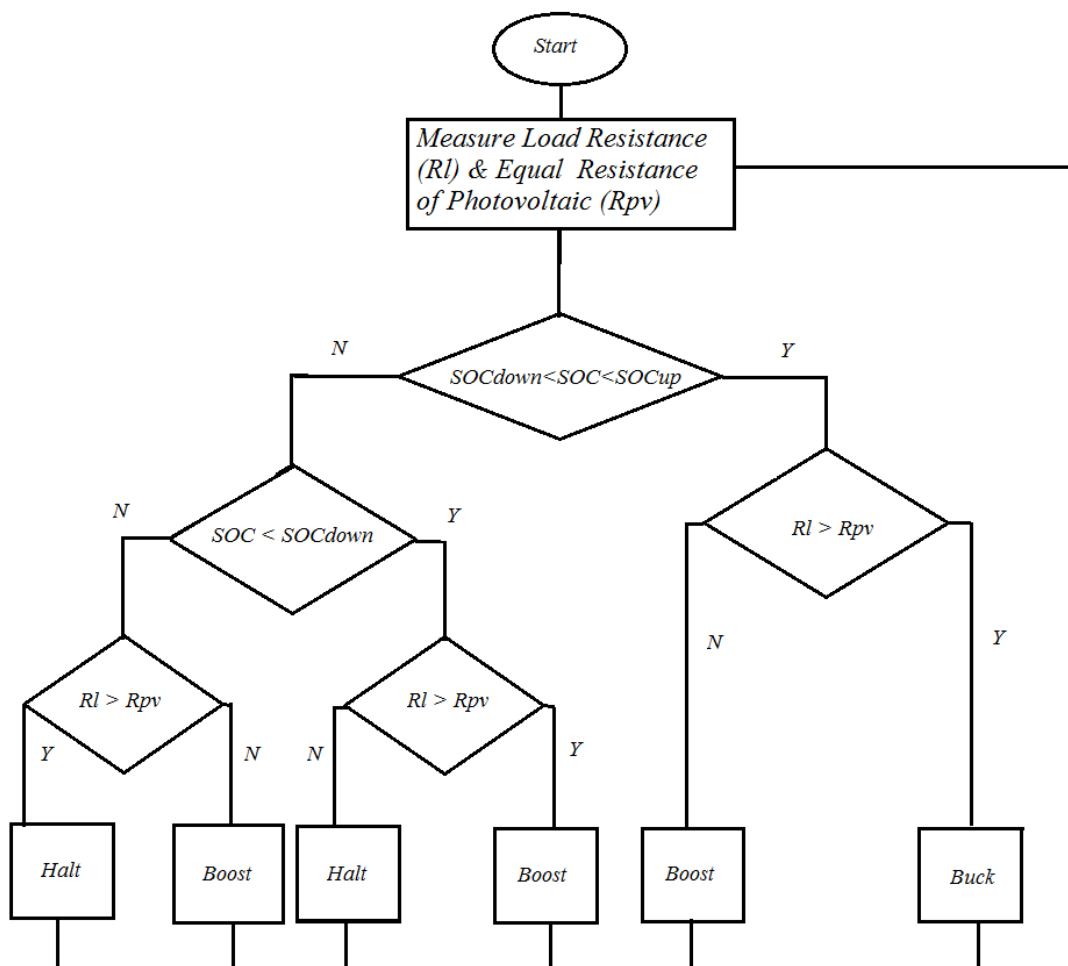 Start
Measure Load Resistance
(Rl) & Equal  Resistance
of Photovoltaic (Rpv)
N
Y
SOCdown<SOC<SOCup
N
Y
SOC < SOCdown
Rl > Rpv
N
Y
Rl > Rpv
Rl > Rpv
Y
N
N
Y
Halt
Boost
Halt
Boost
Boost
Buck